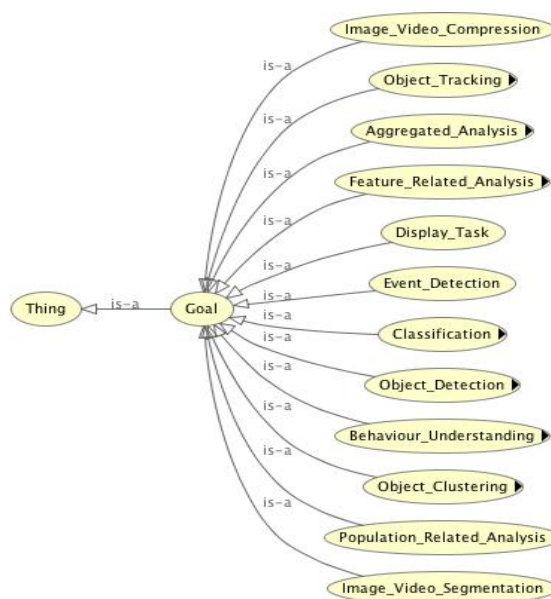 Image_Video_Compression
is-a
Object_Tracking
is-a
Aggregated_Analysis
is-a
Feature_Related_Analysis
is-a
Display_Task
is-a
Event_Detection
is-a
Thing
is-a
Goal
is-a
Classification
is-a
Object_Detection
is-a
Behaviour_Understanding
is-a
Object_Clustering
is-a
Population_Related_Analysis
is-a
Image_Video_Segmentation
is-a